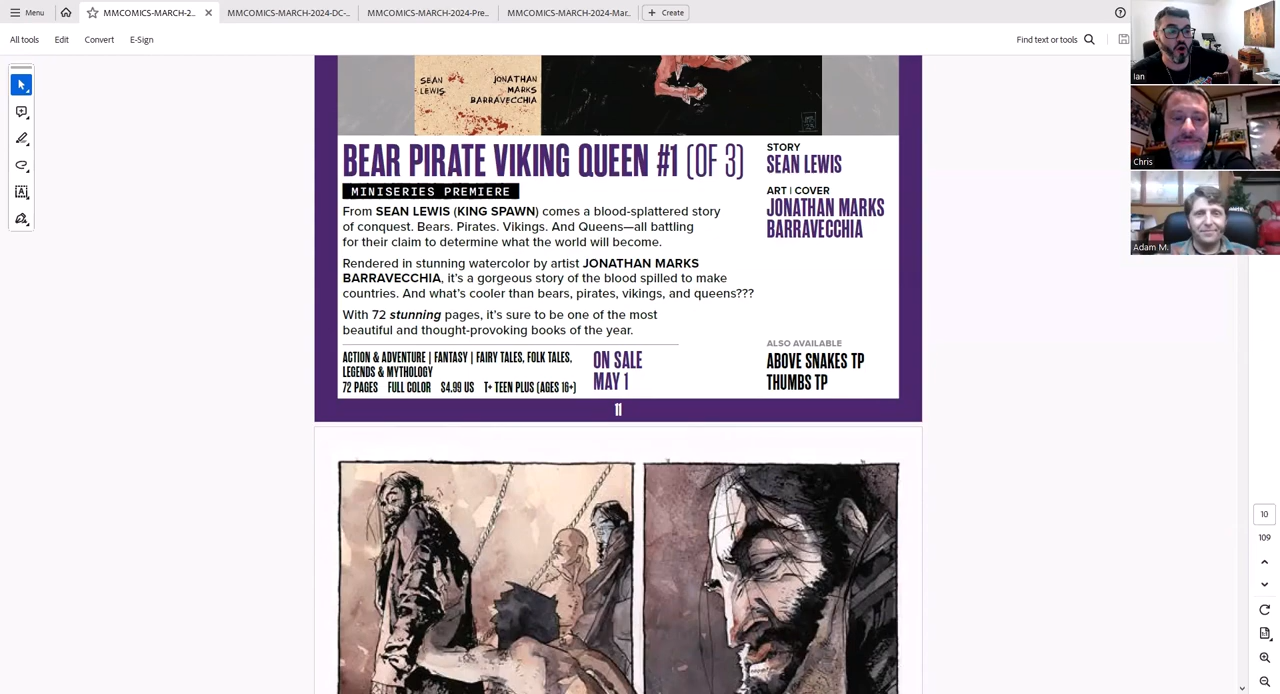 Menu
MMCOMICS-MARCH-2...
MMCOMICS-MARCH-2024-DC-...
MMCOMICS-MARCH-2024-Pre...
MMCOMICS-MARCH-2024-Mar...
Create
All tools
Edit
Convert
E-Sign
Find text or tools
Ian
Chris
Adam M.
SEAN
LEWIS
JONATHAN
MARKS
BARRAVECCHIA
BEAR PIRATE VIKING QUEEN #1 (OF 3)
MINISERIES PREMIERE
From SEAN LEWIS (KING SPAWN) comes a blood-splattered story
of conquest. Bears. Pirates. Vikings. And Queens—all battling
for their claim to determine what the world will become.
Rendered in stunning watercolor by artist JONATHAN MARKS
BARRAVECCHIA, it's a gorgeous story of the blood spilled to make
countries. And what's cooler than bears, pirates, vikings, and queens???
With 72 stunning pages, it's sure to be one of the most
beautiful and thought-provoking books of the year.
ACTION & ADVENTURE | FANTASY | FAIRY TALES, FOLK TALES,
LEGENDS & MYTHOLOGY
72 PAGES FULL COLOR $4.99 US T+ TEEN PLUS (AGES 16+)
ON SALE
MAY 1
STORY
SEAN LEWIS
ART | COVER
JONATHAN MARKS
BARRAVECCHIA
ALSO AVAILABLE
ABOVE SNAKES TP
THUMBS TP
11
10
109